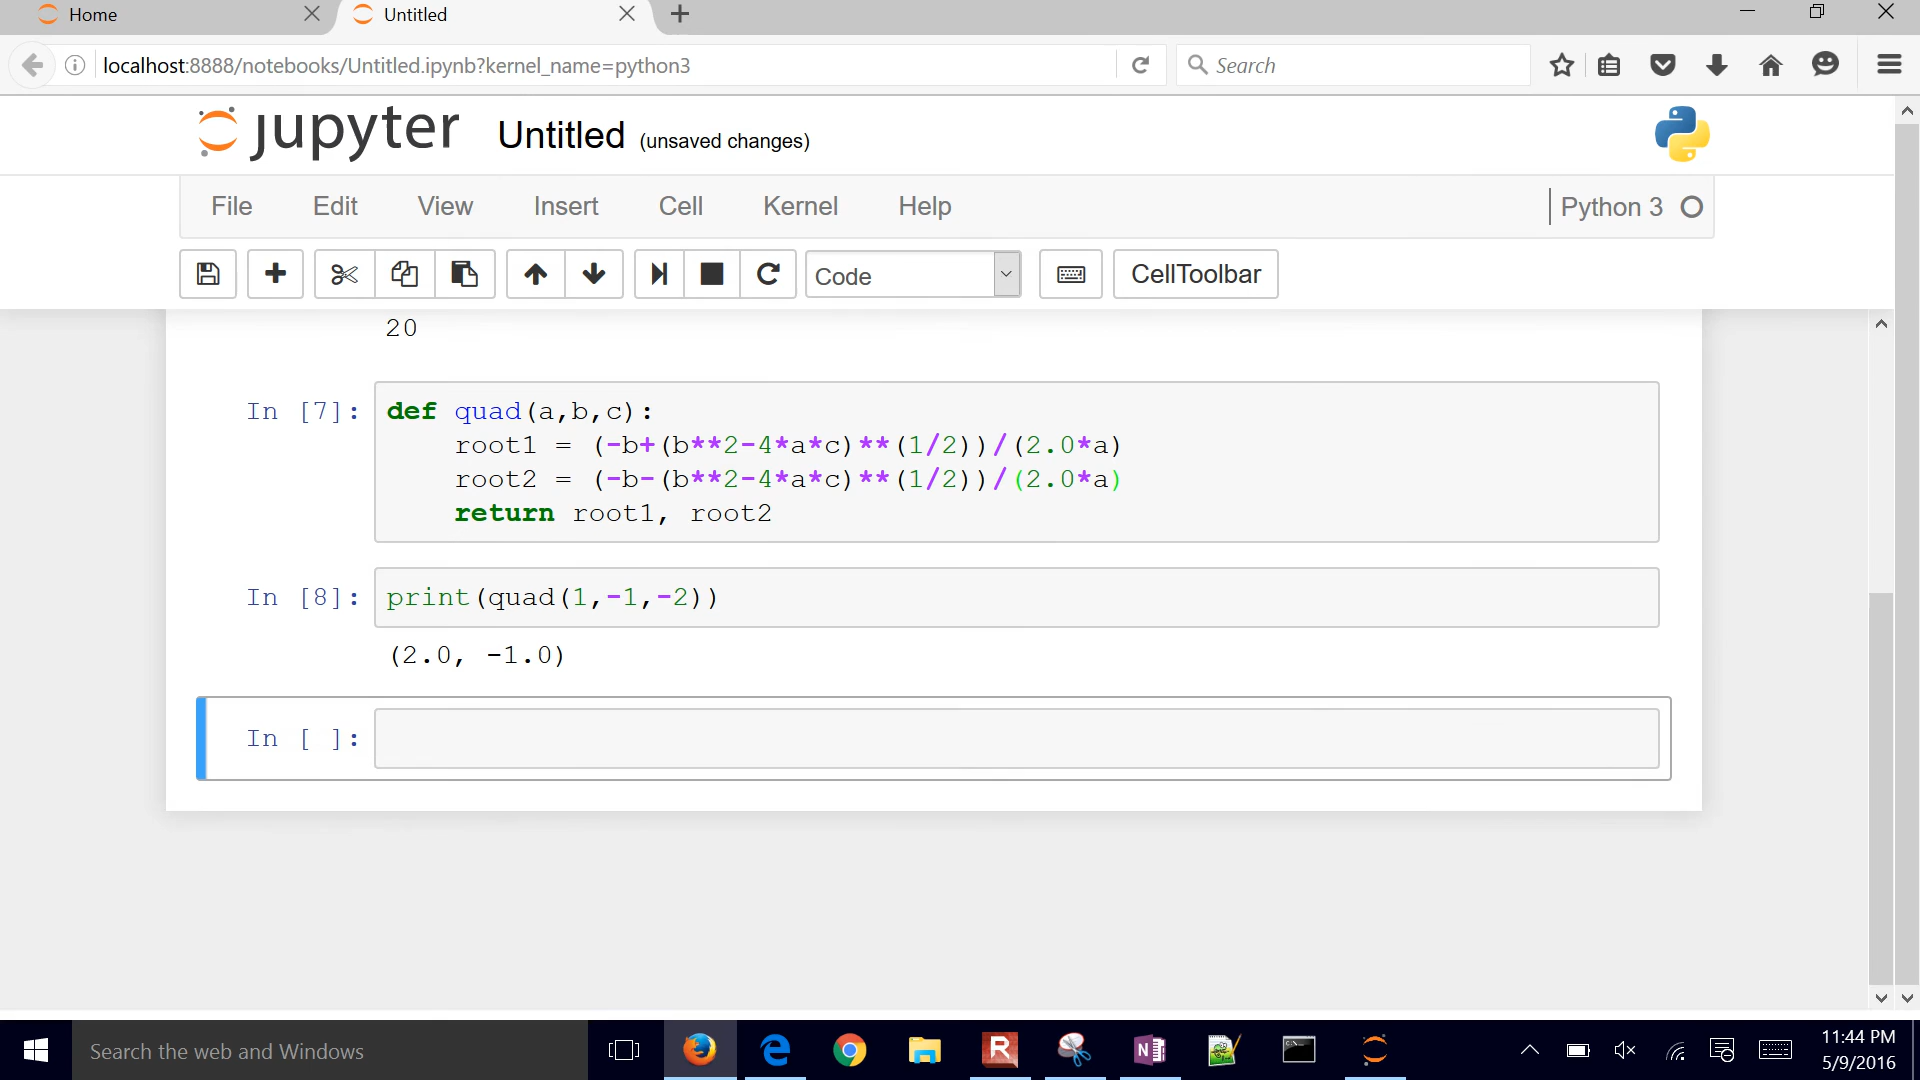 Home
Untitled
localhost:8888/notebooks/Untitled.ipynb?kernel_name=python3
Search
jupyter
Untitled (unsaved changes)
File Edit View Insert Cell Kernel Help
Python 3
Code
CellToolbar
20
In [7]:
def quad(a,b,c):
    root1 = (-b+(b**2-4*a*c)**(1/2))/(2.0*a)
    root2 = (-b-(b**2-4*a*c)**(1/2))/(2.0*a)
    return root1, root2
In [8]:
print(quad(1,-1,-2))
(2.0, -1.0)
In [ ]:
Search the web and Windows
11:44 PM
5/9/2016